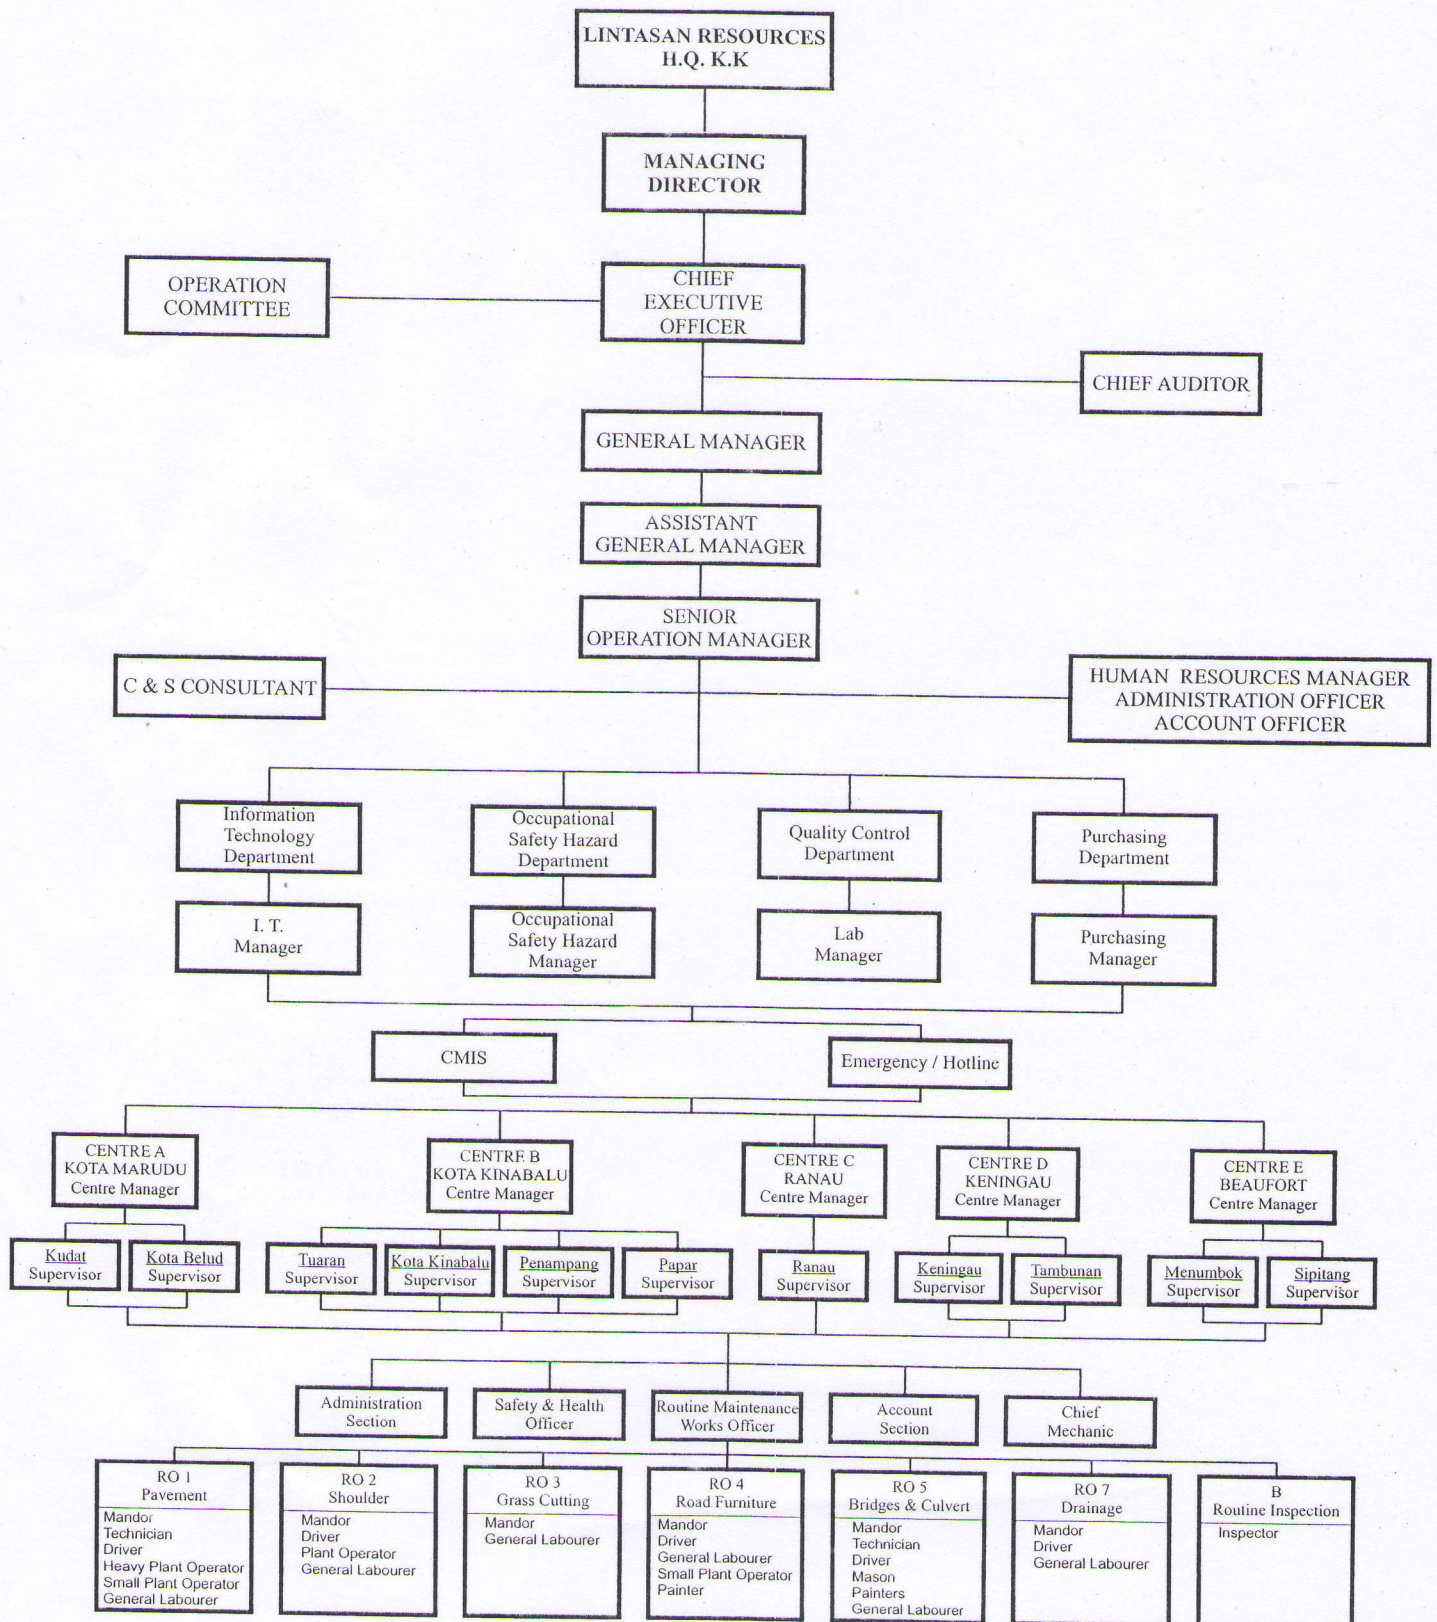 LINTASAN RESOURCES
H.Q. K.K
MANAGING
DIRECTOR
OPERATION
COMMITTEE
CHIEF
EXECUTIVE
OFFICER
CHIEF AUDITOR
GENERAL MANAGER
ASSISTANT
GENERAL MANAGER
SENIOR
OPERATION MANAGER
C & S CONSULTANT
HUMAN RESOURCES MANAGER
ADMINISTRATION OFFICER
ACCOUNT OFFICER
Information
Technology
Department
Occupational
Safety Hazard
Department
Quality Control
Department
Purchasing
Department
I. T.
Manager
Occupational
Safety Hazard
Manager
Lab
Manager
Purchasing
Manager
CMIS
Emergency / Hotline
CENTRE A
KOTA MARUDU
Centre Manager
CENTRE B
KOTA KINABALU
Centre Manager
CENTRE C
RANAU
Centre Manager
CENTRE D
KENINGAU
Centre Manager
CENTRE E
BEAUFORT
Centre Manager
Kudat
Supervisor
Kota Belud
Supervisor
Tuaran
Supervisor
Kota Kinabalu
Supervisor
Penampang
Supervisor
Papar
Supervisor
Ranau
Supervisor
Keningau
Supervisor
Tambunan
Supervisor
Menumbok
Supervisor
Sipitang
Supervisor
Administration
Section
Safety & Health
Officer
Routine Maintenance
Works Officer
Account
Section
Chief
Mechanic
RO 1
Pavement
Mandor
Technician
Driver
Heavy Plant Operator
Small Plant Operator
General Labourer
RO 2
Shoulder
Mandor
Driver
Plant Operator
General Labourer
RO 3
Grass Cutting
Mandor
General Labourer
RO 4
Road Furniture
Mandor
Driver
General Labourer
Small Plant Operator
Painter
RO 5
Bridges & Culvert
Mandor
Technician
Driver
Mason
Painters
General Labourer
RO 7
Drainage
Mandor
Driver
General Labourer
B
Routine Inspection
Inspector